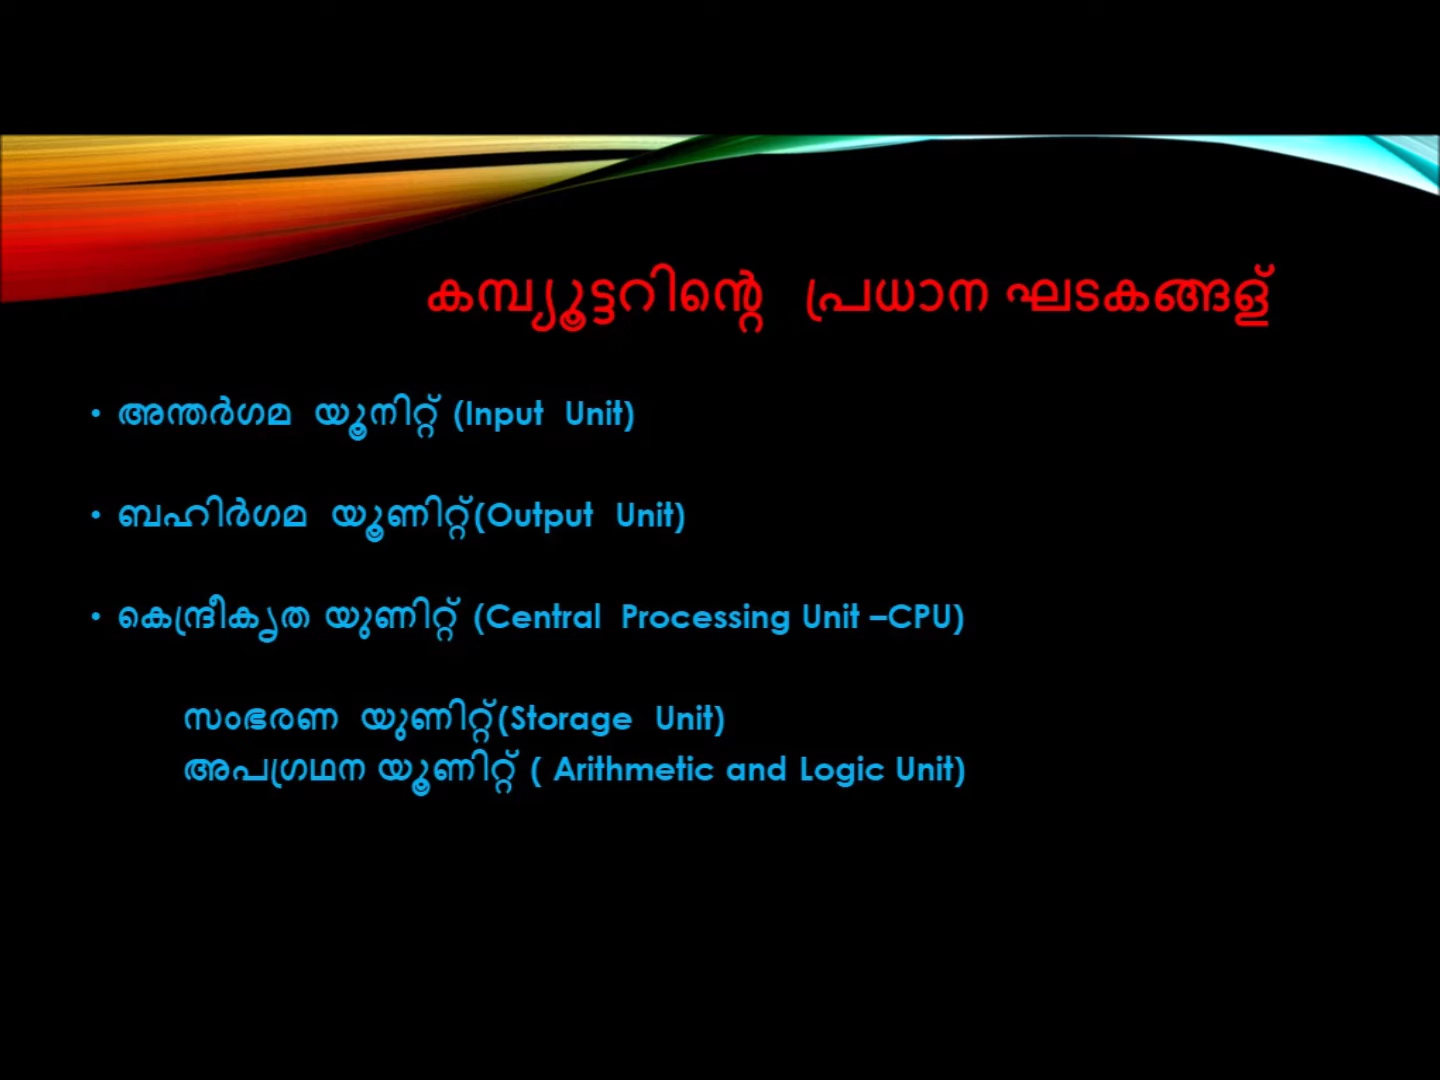 കമ്പ്യൂട്ടറിന്റെ പ്രധാന ഘടകങ്ങള്
• അന്തർഗമ യൂനിറ്റ് (Input Unit)
• ബഹിർഗമ യൂണിറ്റ്(Output Unit)
• കെന്ദ്രീകൃത യുണിറ്റ് (Central Processing Unit –CPU)
സംഭരണ യുണിറ്റ്(Storage Unit)
അപഗ്രഥന യൂണിറ്റ് ( Arithmetic and Logic Unit)